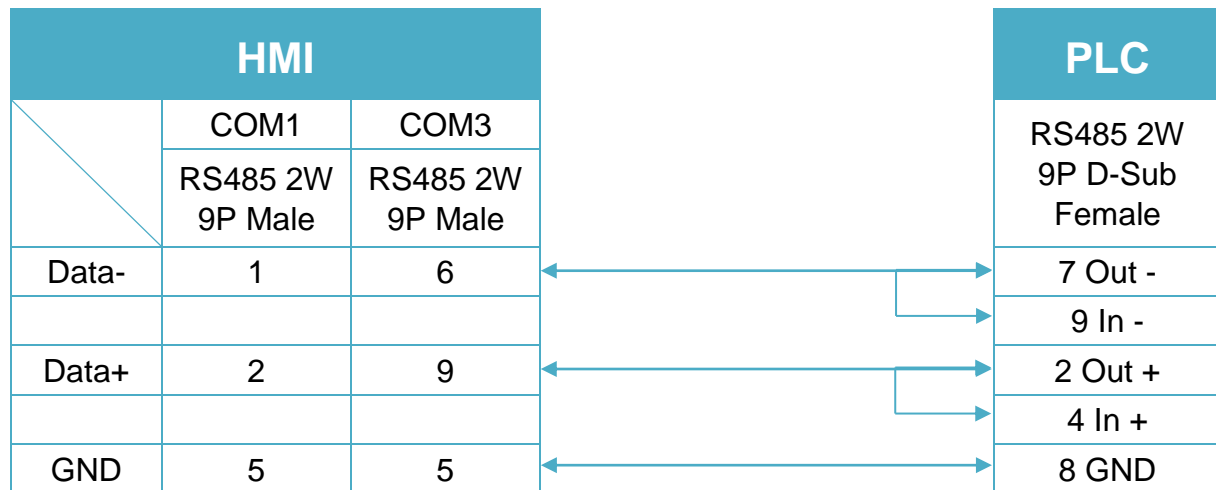 HMI
PLC
COM1 COM3
RS485 2W
9P Male
RS485 2W
9P Male
RS485 2W
9P D-Sub
Female
Data- 1 6 7 Out -
9 In -
Data+ 2 9 2 Out +
4 In +
GND 5 5 8 GND